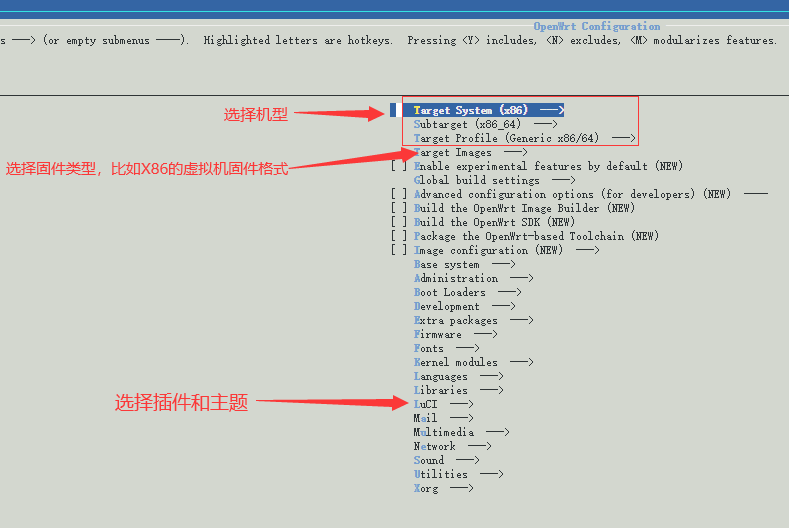 OpenWrt Configuration
s ---> (or empty submenus ----).  Highlighted letters are hotkeys.  Pressing <Y> includes, <N> excludes, <M> modularizes features.
选择机型
Target System (x86)  --->
Subtarget (x86_64)  --->
Target Profile (Generic x86/64)  --->
选择固件类型，比如X86的虚拟机固件格式
Target Images  --->
[ ] Enable experimental features by default (NEW)
Global build settings  --->
[ ] Advanced configuration options (for developers) (NEW)  ----
[ ] Build the OpenWrt Image Builder (NEW)
[ ] Build the OpenWrt SDK (NEW)
[ ] Package the OpenWrt-based Toolchain (NEW)
[ ] Image configuration (NEW)  --->
Base system  --->
Administration  --->
Boot Loaders  --->
Development  --->
Extra packages  --->
Firmware  --->
Fonts  --->
Kernel modules  --->
Languages  --->
Libraries  --->
选择插件和主题
LuCI  --->
Mail  --->
Multimedia  --->
Network  --->
Sound  --->
Utilities  --->
Xorg  --->